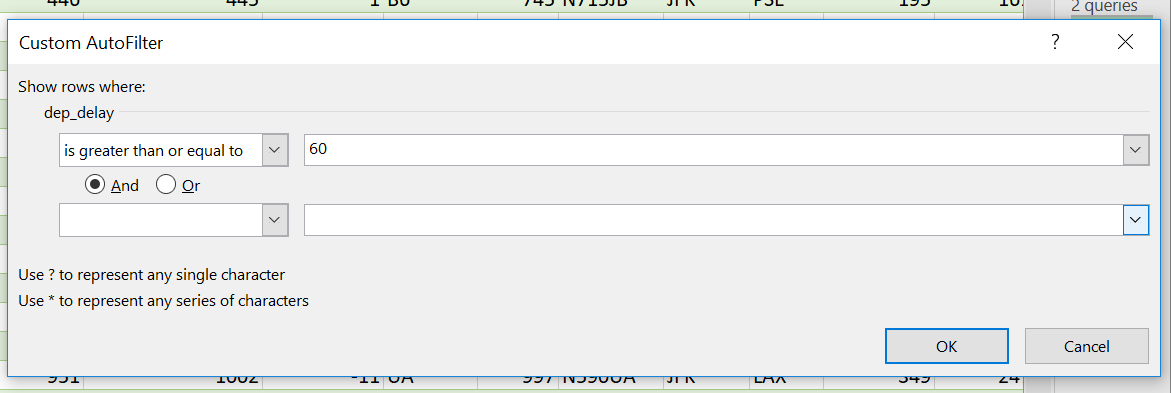 446 445 1 B6 745 N715JB JFK PSE 195
2 queries
Custom AutoFilter ?
Show rows where:
dep_delay
is greater than or equal to 60
And Or
Use ? to represent any single character
Use * to represent any series of characters
OK Cancel
951 1002 -11 UA 997 N590UA JFK LAX 349 24